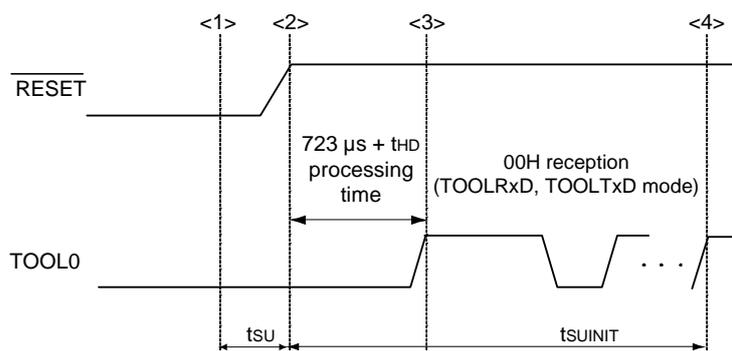 <1> <2> <3> <4>
RESET
723 µs + tHD
processing
time
00H reception
(TOOLRxD, TOOLTxD mode)
TOOL0
. . .
tSU tSUINIT